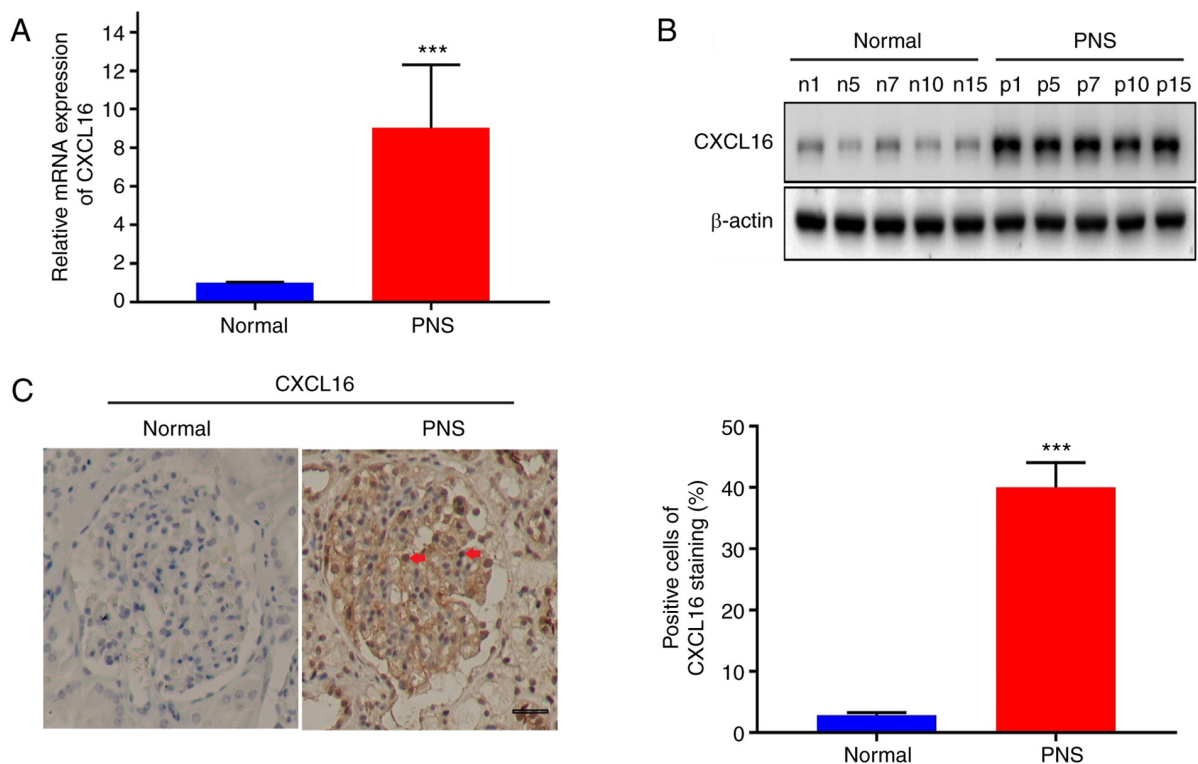 A
Relative mRNA expression
of CXCL16
14
12
10
8
6
4
2
0
***
Normal
PNS
B
Normal PNS
n1 n5 n7 n10 n15 p1 p5 p7 p10 p15
CXCL16
β-actin
C
CXCL16
Normal PNS
Positive cells of
CXCL16 staining (%)
50
40
30
20
10
0
***
Normal
PNS